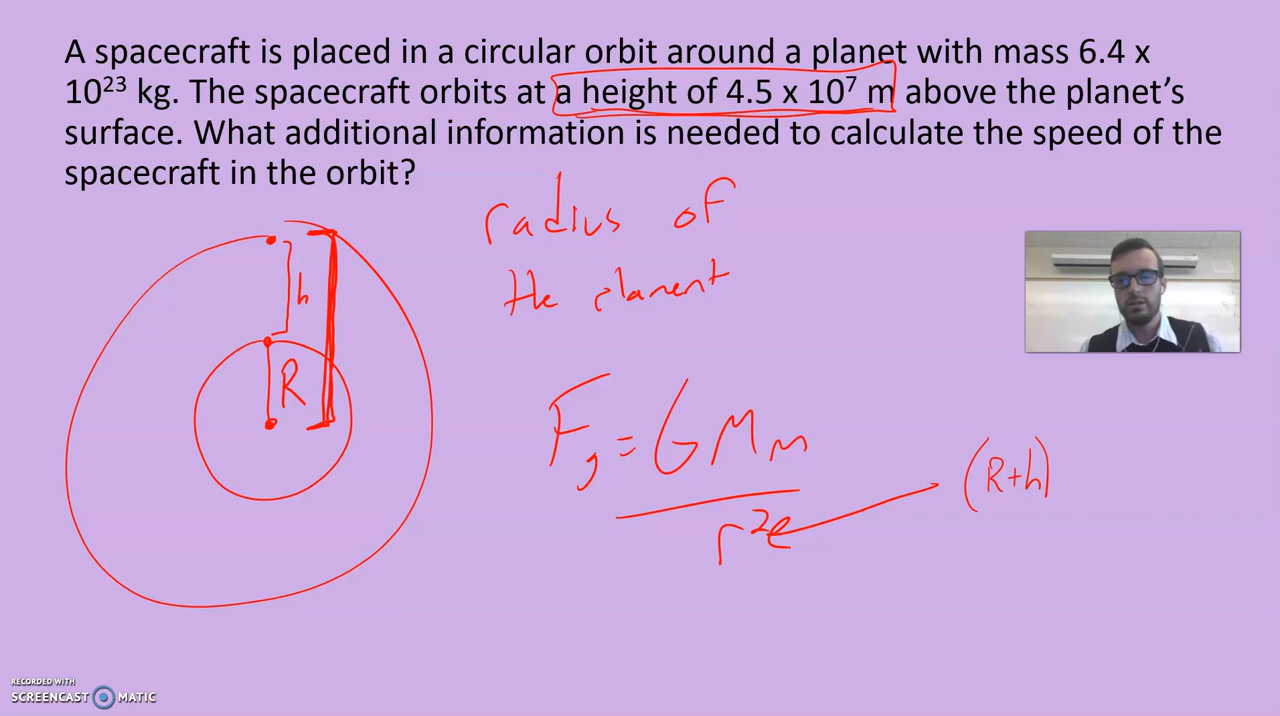 A spacecraft is placed in a circular orbit around a planet with mass 6.4 x
10²³ kg. The spacecraft orbits at a height of 4.5 x 10⁷ m above the planet’s
surface. What additional information is needed to calculate the speed of the
spacecraft in the orbit?
radius of
the planent
h
R
Fg = GMm
r²
(R+h)
RECORDED WITH
SCREENCAST MATIC